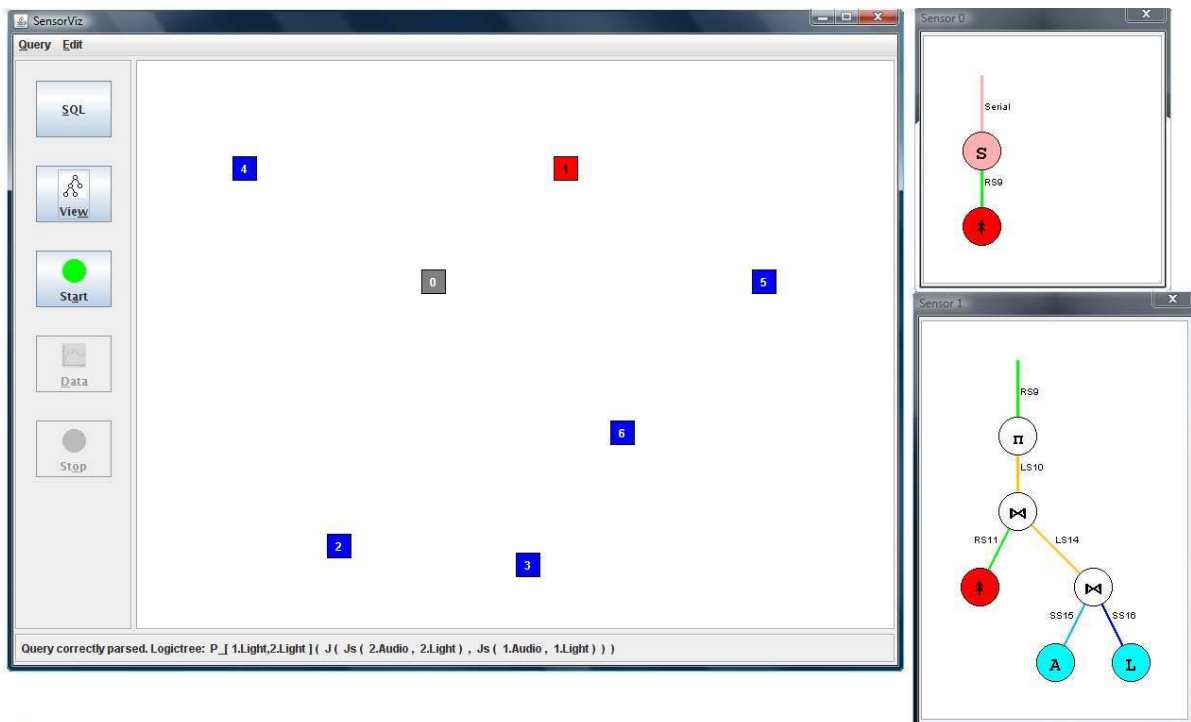 SensorViz
Query Edit
SQL
View
Start
Data
Stop
4
1
0
5
6
2
3
Query correctly parsed. Logictree: P_[ 1.Light,2.Light ] ( J ( Js ( 2.Audio , 2.Light ) , Js ( 1.Audio , 1.Light ) ) )
Sensor 0
Serial
S
RS9
Sensor 1
RS9
π
LS10
⋈
RS11 LS14
⋈
SS15 SS16
A L